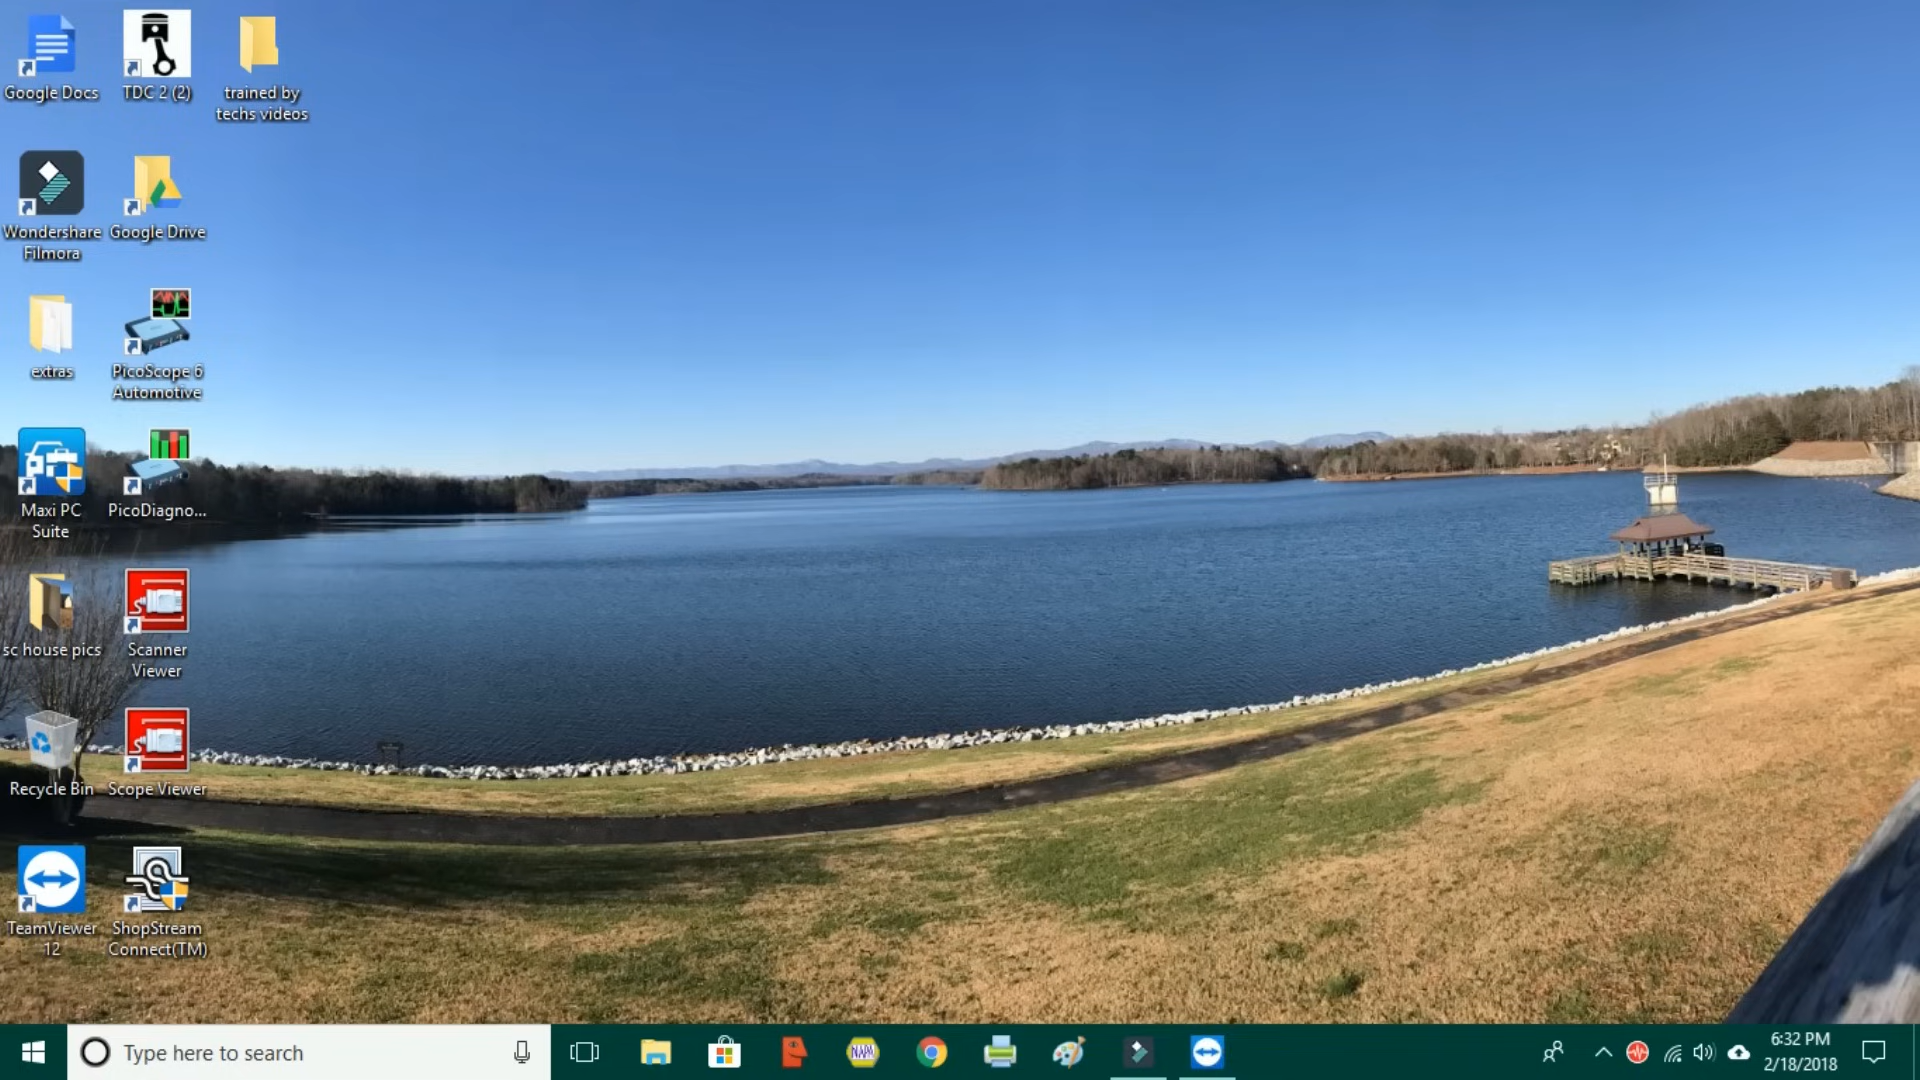 Google Docs
TDC 2 (2)
trained by
techs videos
Wondershare
Filmora
Google Drive
extras
PicoScope 6
Automotive
Maxi PC
Suite
PicoDiagno...
sc house pics
Scanner
Viewer
Recycle Bin
Scope Viewer
TeamViewer
12
ShopStream
Connect(TM)
Type here to search
NAPA
6:32 PM
2/18/2018